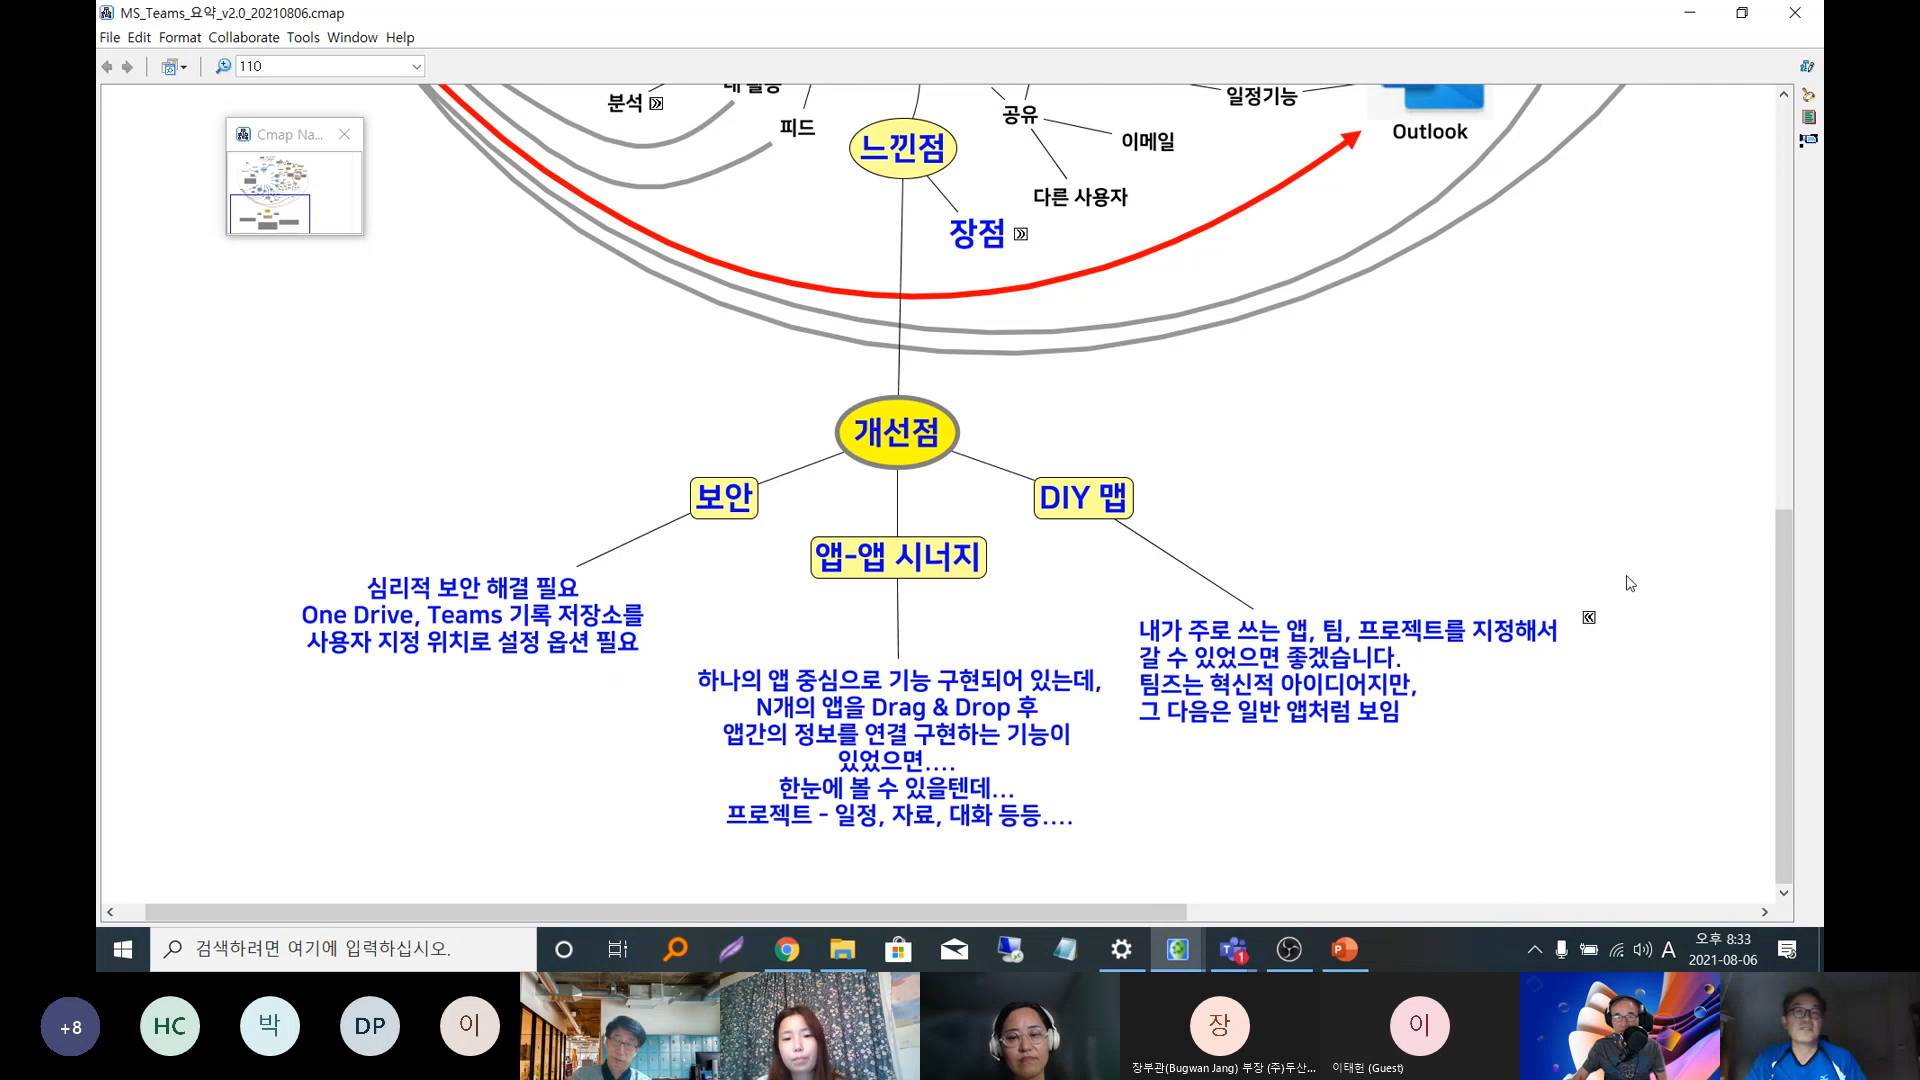 MS_Teams_요약_v2.0_20210806.cmap
File Edit Format Collaborate Tools Window Help
110
Cmap Na...
분석
피드
느낀점
공유
이메일
다른 사용자
일정기능
Outlook
장점
개선점
보안
DIY 맵
앱-앱 시너지
심리적 보안 해결 필요
One Drive, Teams 기록 저장소를
사용자 지정 위치로 설정 옵션 필요
하나의 앱 중심으로 기능 구현되어 있는데,
N개의 앱을 Drag & Drop 후
앱간의 정보를 연결 구현하는 기능이
있었으면....
한눈에 볼 수 있을텐데...
프로젝트 - 일정, 자료, 대화 등등....
내가 주로 쓰는 앱, 팀, 프로젝트를 지정해서
갈 수 있었으면 좋겠습니다.
팀즈는 혁신적 아이디어지만,
그 다음은 일반 앱처럼 보임
검색하려면 여기에 입력하십시오.
1
A
오후 8:33
2021-08-06
+8
HC
박
DP
이
장
장부관(Bugwan Jang) 부장 (주)두산...
이
이태헌 (Guest)